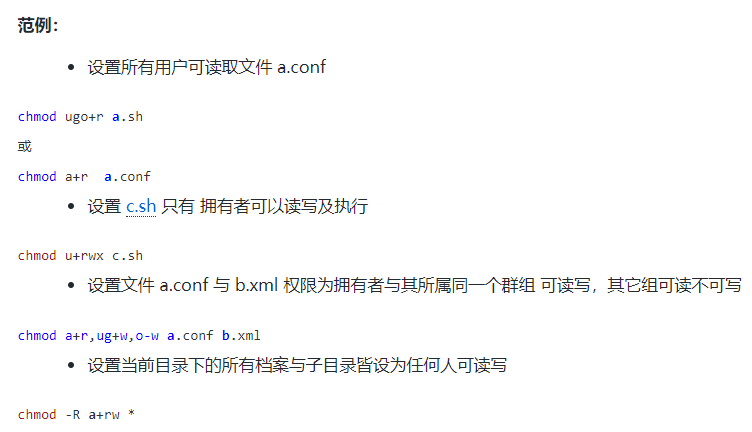 范例：
• 设置所有用户可读取文件 a.conf
chmod ugo+r a.sh
或
chmod a+r  a.conf
• 设置 c.sh 只有 拥有者可以读写及执行
chmod u+rwx c.sh
• 设置文件 a.conf 与 b.xml 权限为拥有者与其所属同一个群组 可读写，其它组可读不可写
chmod a+r,ug+w,o-w a.conf b.xml
• 设置当前目录下的所有档案与子目录皆设为任何人可读写
chmod -R a+rw *